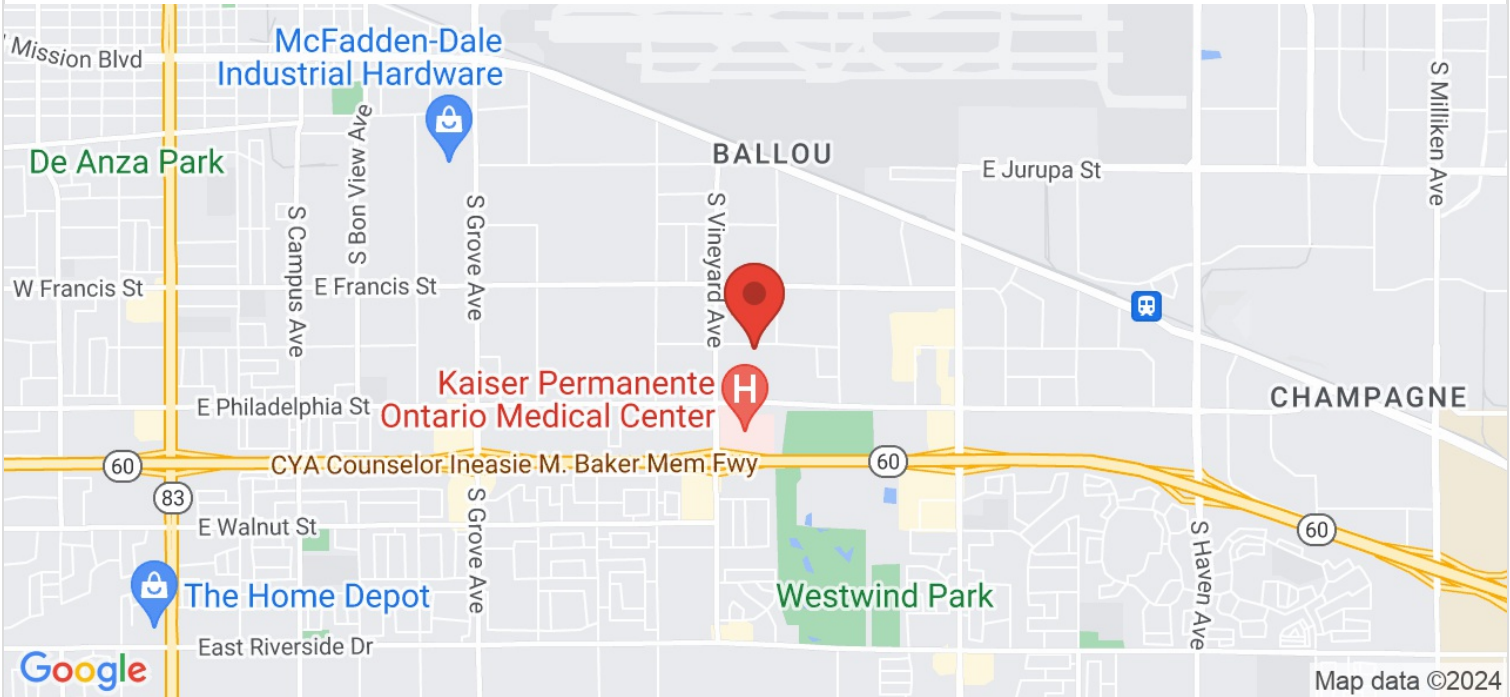 Mission Blvd
McFadden-Dale
Industrial Hardware
S Milliken Ave
S Bon View Ave
De Anza Park
BALLOU
E Jurupa St
S Campus Ave
S Grove Ave
S Vineyard Ave
W Francis St
E Francis St
Kaiser Permanente
Ontario Medical Center
H
E Philadelphia St
CHAMPAGNE
60
CYA Counselor Ineasie M. Baker Mem Fwy
60
83
S Grove Ave
E Walnut St
S Haven Ave
60
The Home Depot
Westwind Park
East Riverside Dr
Google
Map data ©2024